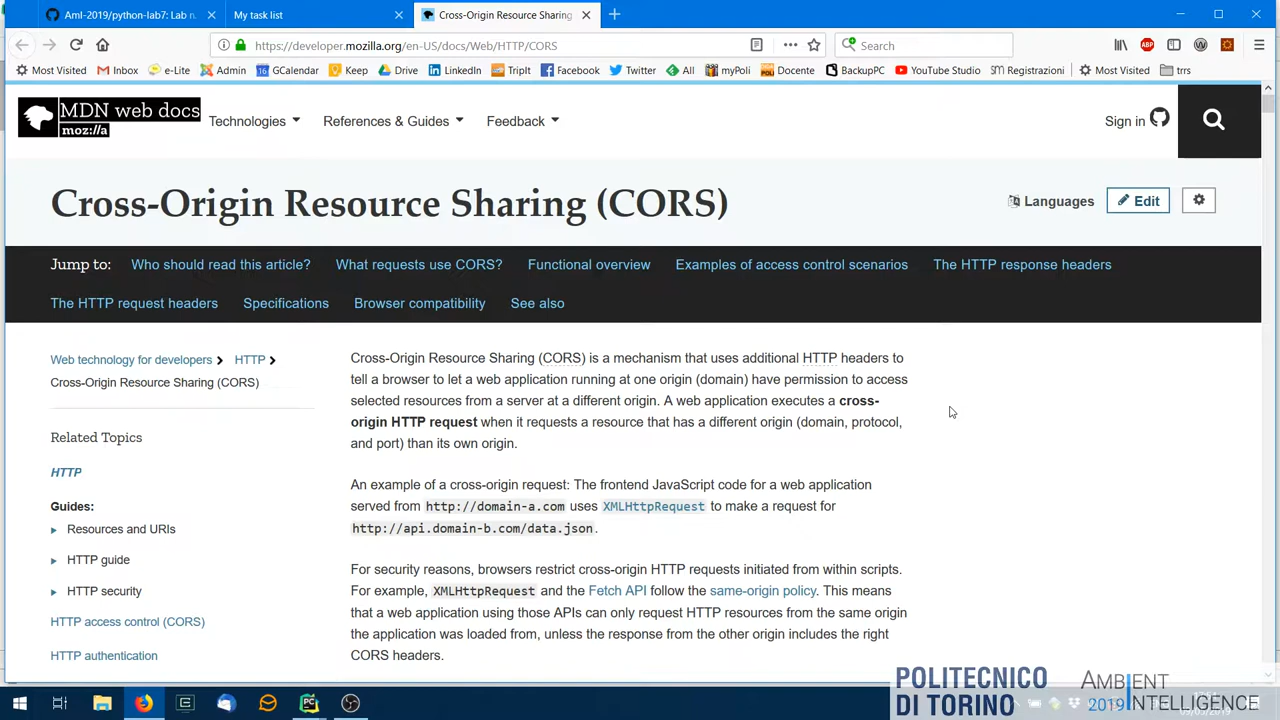 AmI-2019/python-lab7: Lab n
My task list
Cross-Origin Resource Sharing
https://developer.mozilla.org/en-US/docs/Web/HTTP/CORS
Search
Most Visited
Inbox
e-Lite
Admin
GCalendar
Keep
Drive
LinkedIn
TripIt
Facebook
Twitter
All
myPoli
Docente
BackupPC
YouTube Studio
Registrazioni
Most Visited
trrs
MDN web docs
moz://a
Technologies
References & Guides
Feedback
Sign in
Cross-Origin Resource Sharing (CORS)
Languages
Edit
Jump to: Who should read this article? What requests use CORS? Functional overview Examples of access control scenarios The HTTP response headers
The HTTP request headers Specifications Browser compatibility See also
Web technology for developers HTTP
Cross-Origin Resource Sharing (CORS)
Related Topics
HTTP
Guides:
Resources and URIs
HTTP guide
HTTP security
HTTP access control (CORS)
HTTP authentication
Cross-Origin Resource Sharing (CORS) is a mechanism that uses additional HTTP headers to
tell a browser to let a web application running at one origin (domain) have permission to access
selected resources from a server at a different origin. A web application executes a cross-
origin HTTP request when it requests a resource that has a different origin (domain, protocol,
and port) than its own origin.
An example of a cross-origin request: The frontend JavaScript code for a web application
served from http://domain-a.com uses XMLHttpRequest to make a request for
http://api.domain-b.com/data.json.
For security reasons, browsers restrict cross-origin HTTP requests initiated from within scripts.
For example, XMLHttpRequest and the Fetch API follow the same-origin policy. This means
that a web application using those APIs can only request HTTP resources from the same origin
the application was loaded from, unless the response from the other origin includes the right
CORS headers.
POLITECNICO
DI TORINO
AMBIENT
2019 INTELLIGENCE